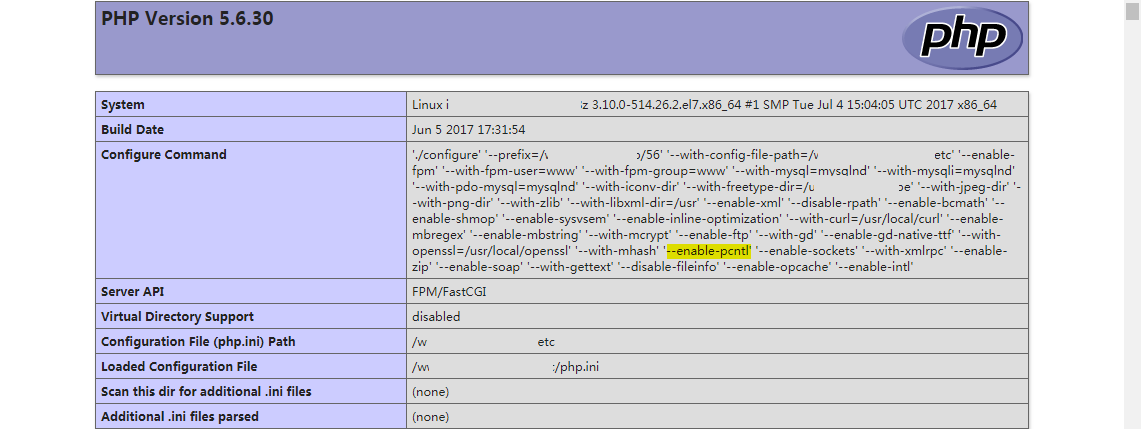 PHP Version 5.6.30
php
System
Linux i 3.10.0-514.26.2.el7.x86_64 #1 SMP Tue Jul 4 15:04:05 UTC 2017 x86_64
Build Date
Jun 5 2017 17:31:54
Configure Command
'./configure' '--prefix=/ /56' '--with-config-file-path=/ etc' '--enable-
fpm' '--with-fpm-user=www' '--with-fpm-group=www' '--with-mysql=mysqlnd' '--with-mysqli=mysqlnd'
'--with-pdo-mysql=mysqlnd' '--with-iconv-dir' '--with-freetype-dir=/ '--with-jpeg-dir' '-
-with-png-dir' '--with-zlib' '--with-libxml-dir=/usr' '--enable-xml' '--disable-rpath' '--enable-bcmath' '--
enable-shmop' '--enable-sysvsem' '--enable-inline-optimization' '--with-curl=/usr/local/curl' '--enable-
mbregex' '--enable-mbstring' '--with-mcrypt' '--enable-ftp' '--with-gd' '--enable-gd-native-ttf' '--with-
openssl=/usr/local/openssl' '--with-mhash' '--enable-pcntl' '--enable-sockets' '--with-xmlrpc' '--enable-
zip' '--enable-soap' '--with-gettext' '--disable-fileinfo' '--enable-opcache' '--enable-intl'
Server API
FPM/FastCGI
Virtual Directory Support
disabled
Configuration File (php.ini) Path
/w etc
Loaded Configuration File
/w /php.ini
Scan this dir for additional .ini files
(none)
Additional .ini files parsed
(none)